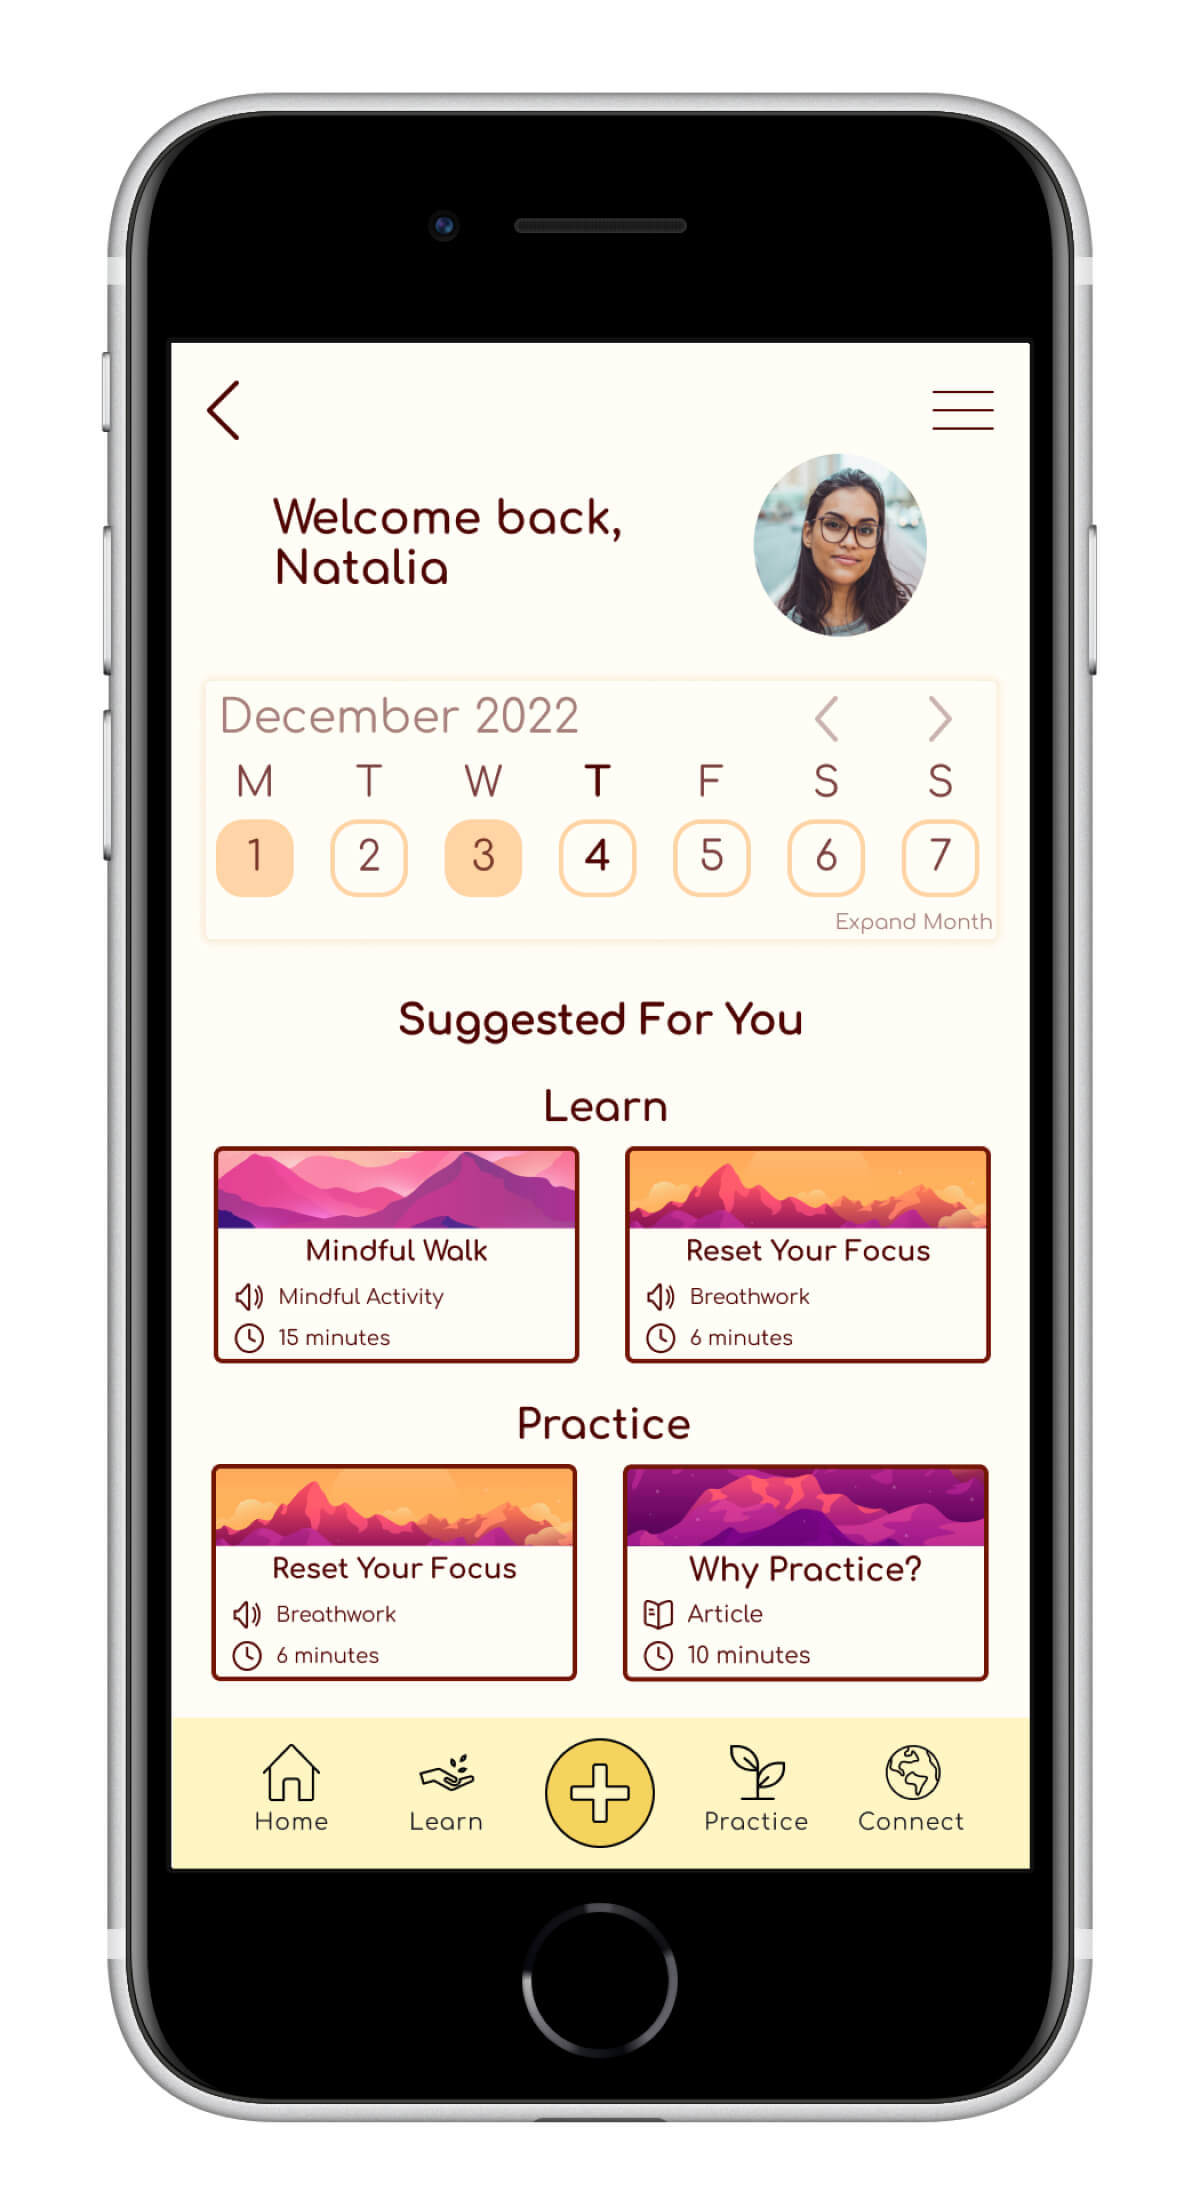 Welcome back,
Natalia
December 2022
M T W T F S S
1 2 3 4 5 6 7
Expand Month
Suggested For You
Learn
Mindful Walk
Mindful Activity
15 minutes
Reset Your Focus
Breathwork
6 minutes
Practice
Reset Your Focus
Breathwork
6 minutes
Why Practice?
Article
10 minutes
Home Learn Practice Connect